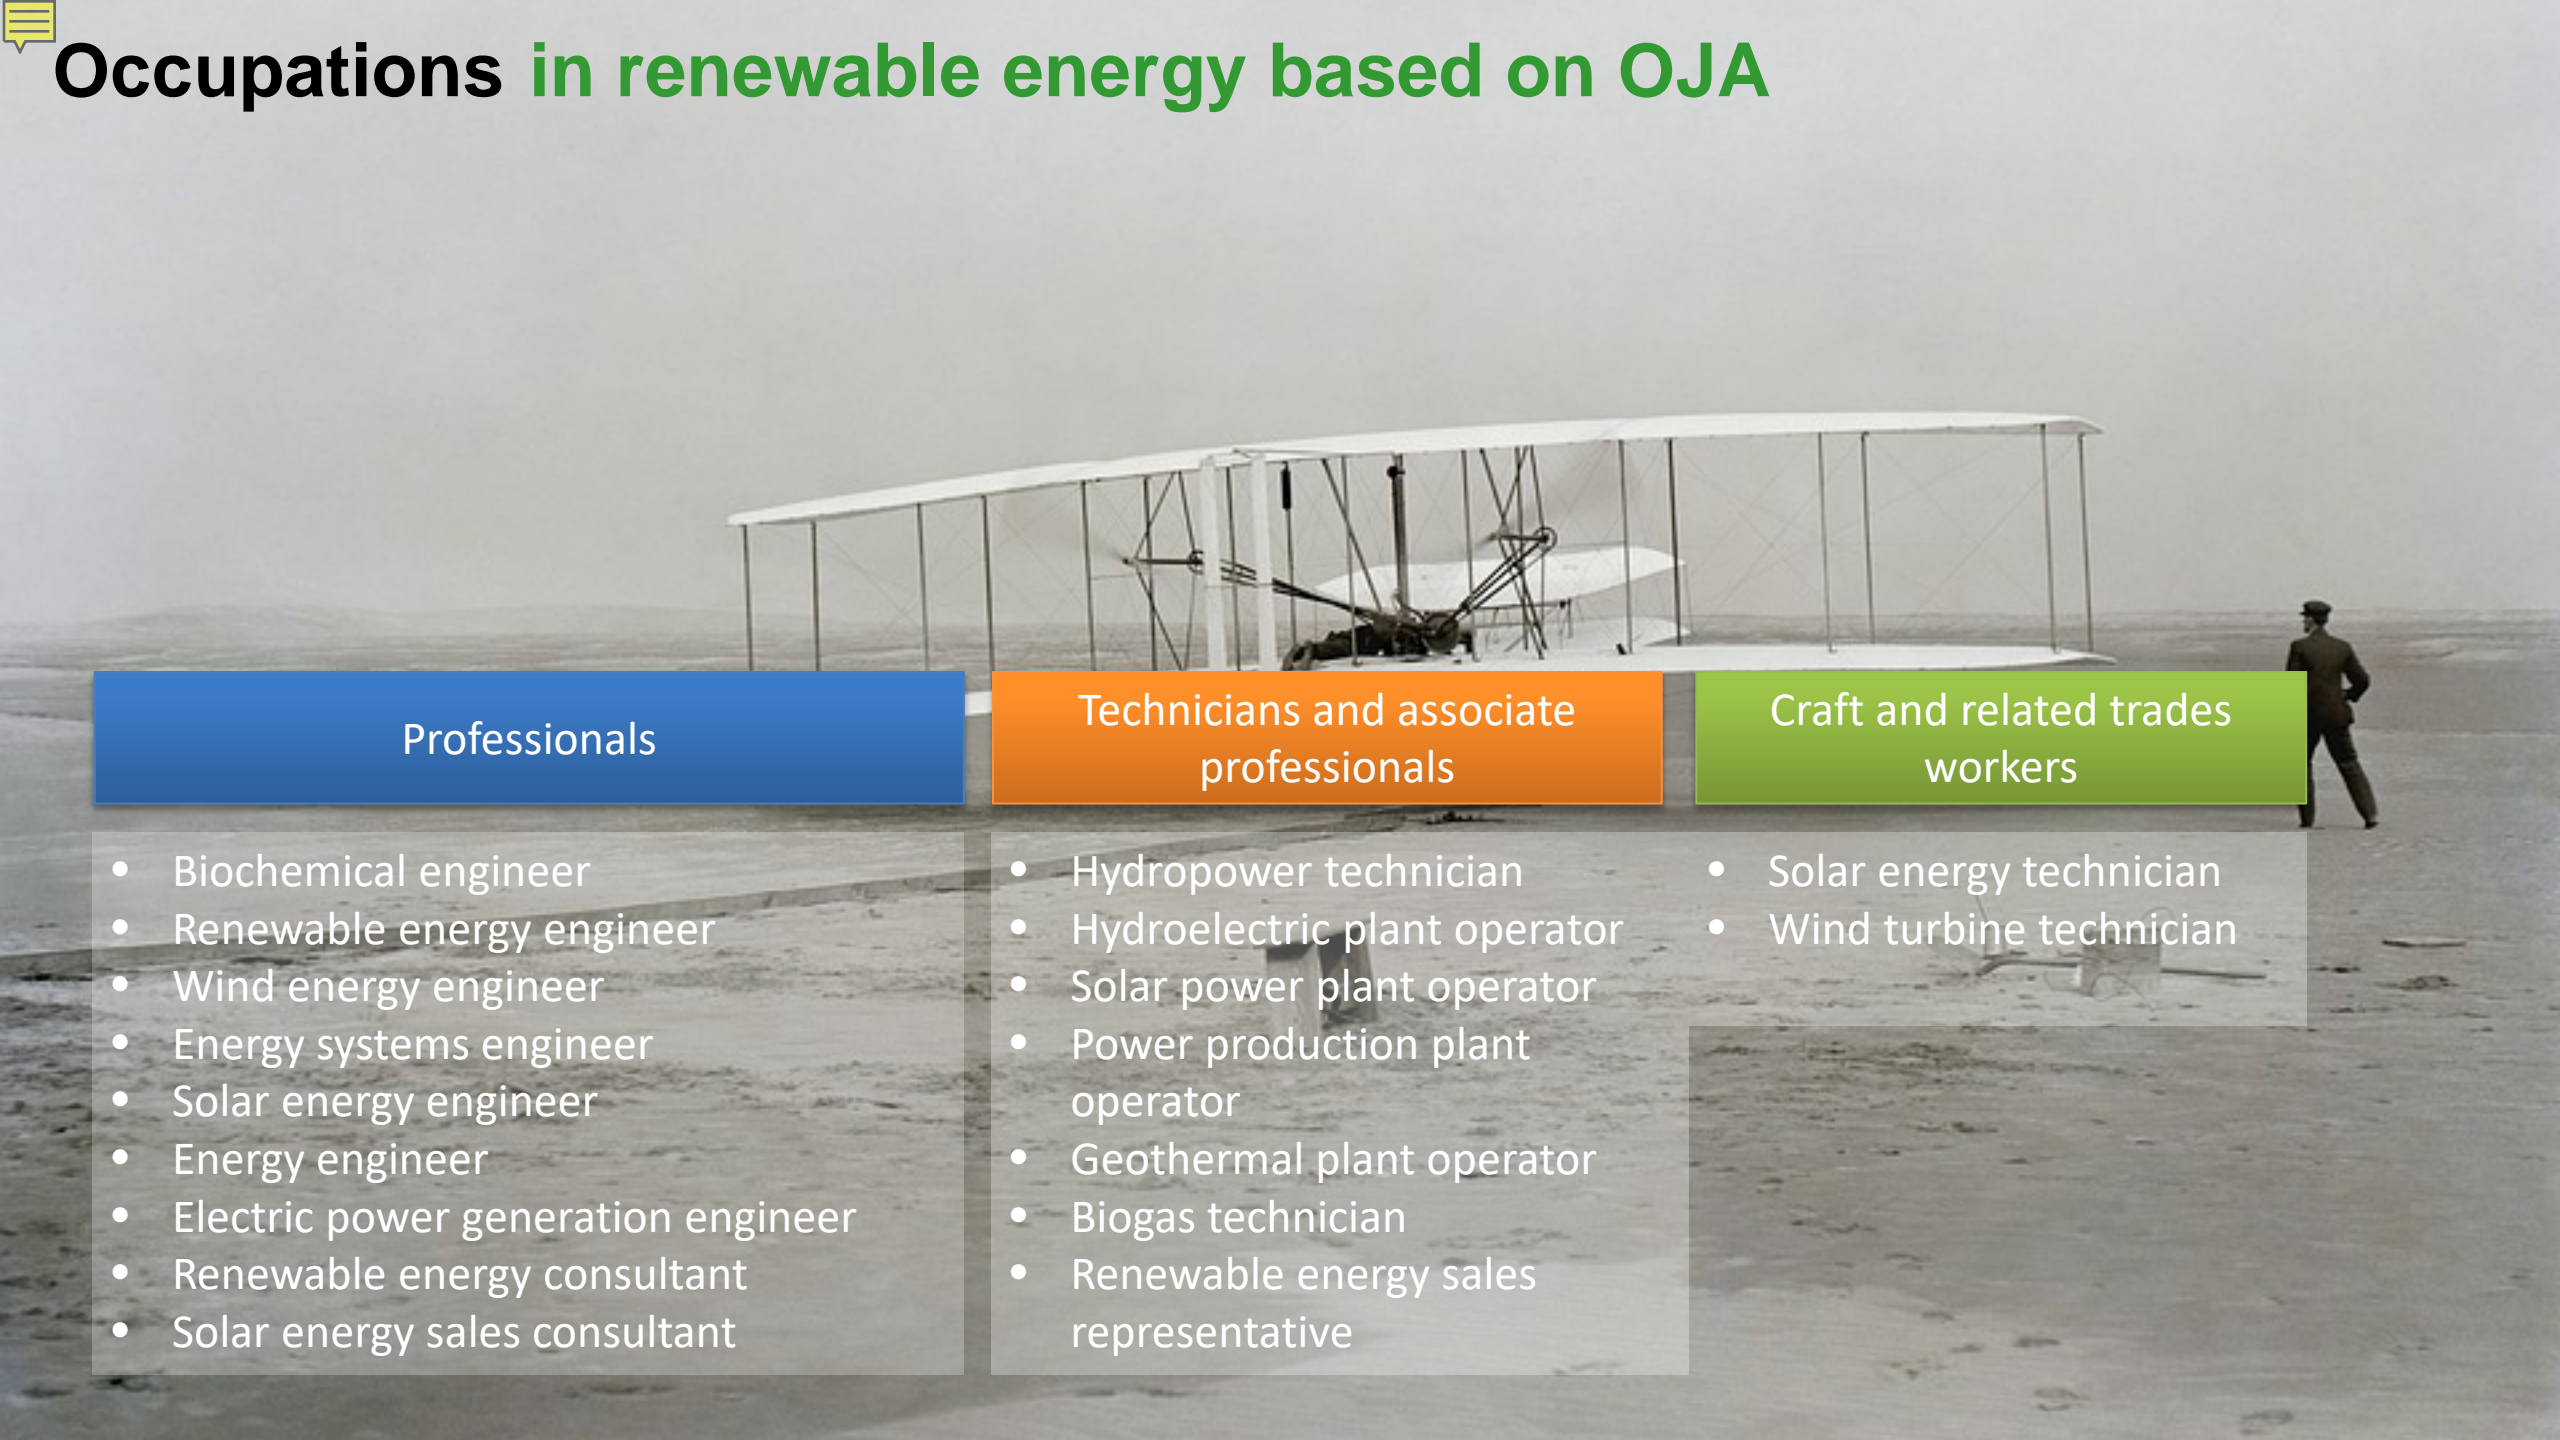 Occupations in renewable energy based on OJA
Professionals
• Biochemical engineer
• Renewable energy engineer
• Wind energy engineer
• Energy systems engineer
• Solar energy engineer
• Energy engineer
• Electric power generation engineer
• Renewable energy consultant
• Solar energy sales consultant
Technicians and associate
professionals
• Hydropower technician
• Hydroelectric plant operator
• Solar power plant operator
• Power production plant
operator
• Geothermal plant operator
• Biogas technician
• Renewable energy sales
representative
Craft and related trades
workers
• Solar energy technician
• Wind turbine technician